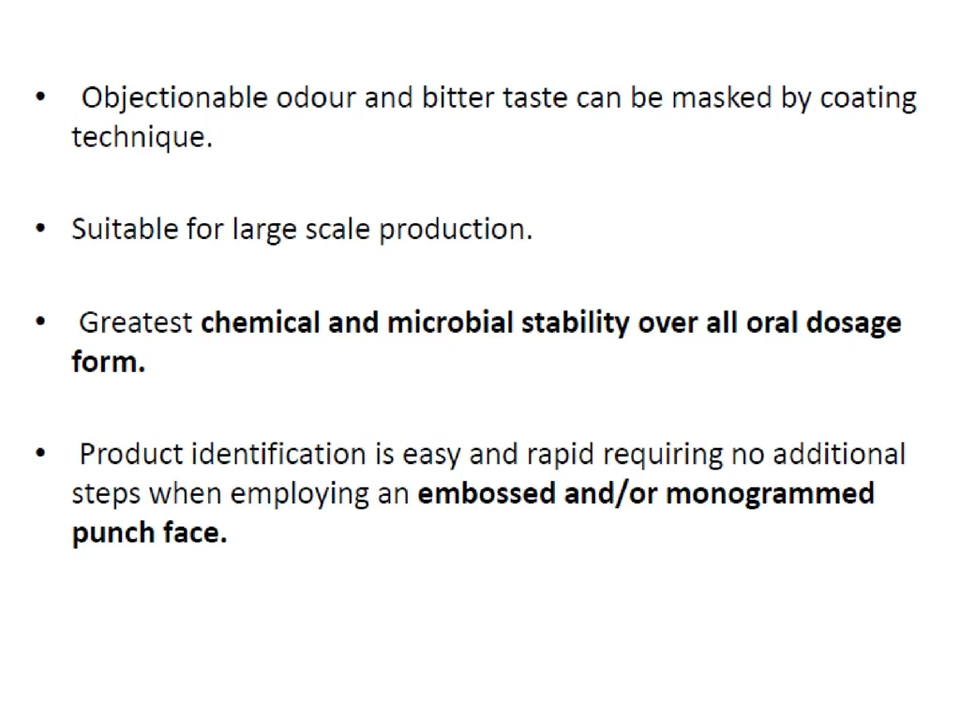 • Objectionable odour and bitter taste can be masked by coating
technique.
• Suitable for large scale production.
• Greatest chemical and microbial stability over all oral dosage
form.
• Product identification is easy and rapid requiring no additional
steps when employing an embossed and/or monogrammed
punch face.